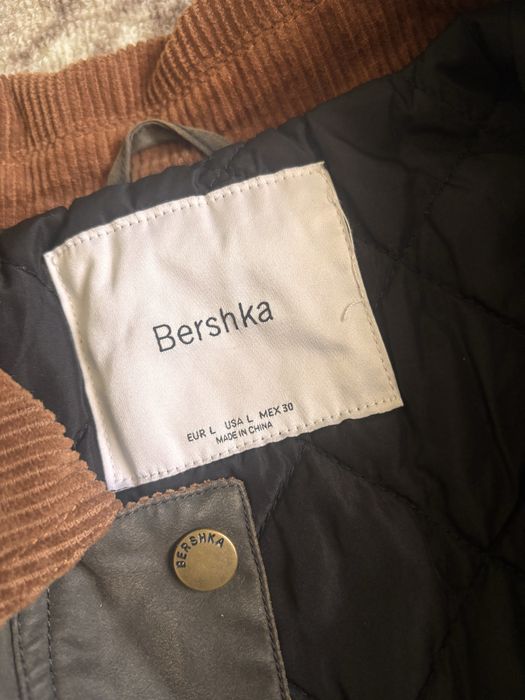 Bershka
EUR L USA L MEX 30
MADE IN CHINA
BERSHKA